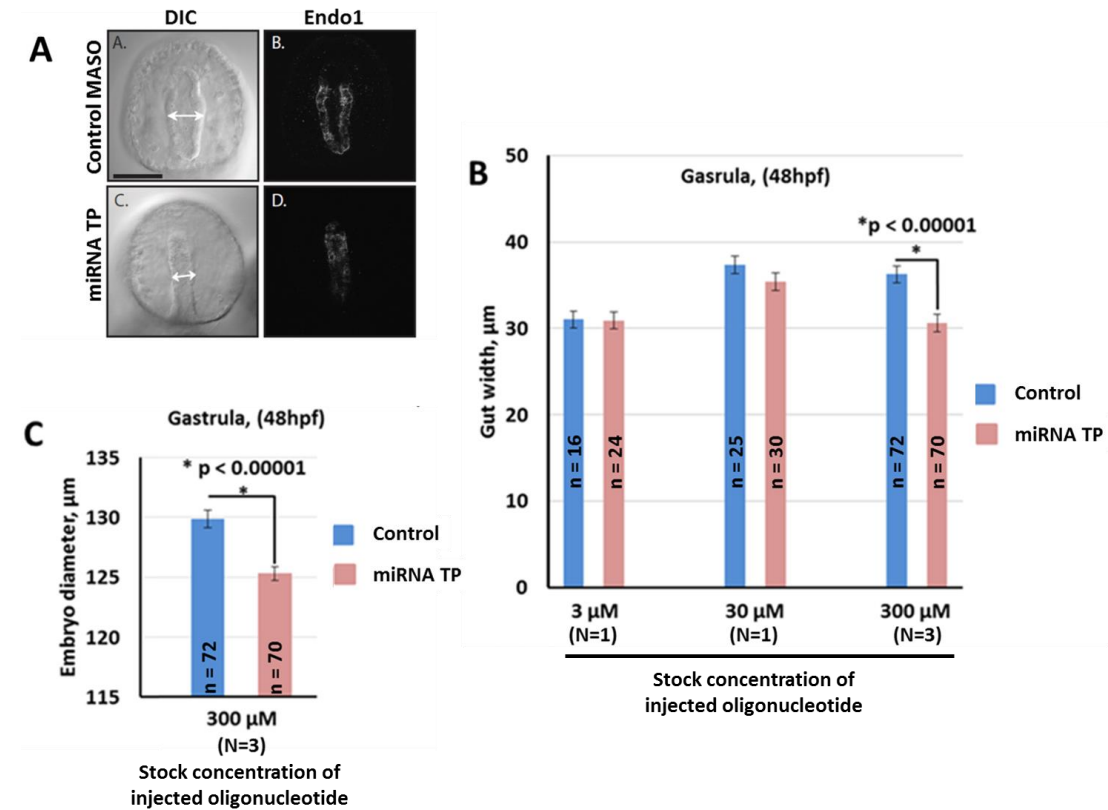 DIC
Endo1
A
Control MASO
A.
B.
miRNA TP
C.
D.
B
Gasrula, (48hpf)
*p < 0.00001
*
50
40
30
20
10
0
Gut width, µm
n = 16
n = 24
n = 25
n = 30
n = 72
n = 70
3 µM
(N=1)
30 µM
(N=1)
300 µM
(N=3)
Stock concentration of
injected oligonucleotide
Control
miRNA TP
C
Gastrula, (48hpf)
* p < 0.00001
*
135
130
125
120
115
Embryo diameter, µm
n = 72
n = 70
300 µM
(N=3)
Stock concentration of
injected oligonucleotide
Control
miRNA TP